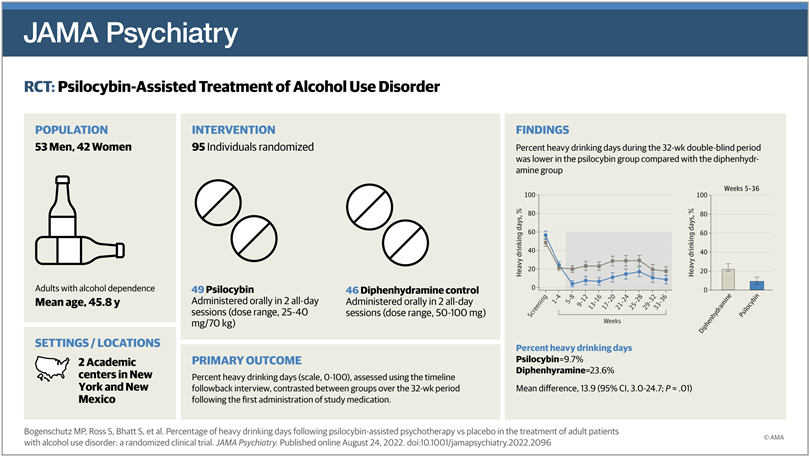 JAMA Psychiatry
RCT: Psilocybin-Assisted Treatment of Alcohol Use Disorder
POPULATION
53 Men, 42 Women
Adults with alcohol dependence
Mean age, 45.8 y
SETTINGS / LOCATIONS
2 Academic
centers in New
York and New
Mexico
INTERVENTION
95 Individuals randomized
49 Psilocybin
Administered orally in 2 all-day
sessions (dose range, 25-40
mg/70 kg)
46 Diphenhydramine control
Administered orally in 2 all-day
sessions (dose range, 50-100 mg)
PRIMARY OUTCOME
Percent heavy drinking days (scale, 0-100), assessed using the timeline
followback interview, contrasted between groups over the 32-wk period
following the first administration of study medication.
FINDINGS
Percent heavy drinking days during the 32-wk double-blind period
was lower in the psilocybin group compared with the diphenhydr-
amine group
Heavy drinking days, %
100
80
60
40
20
0
Screening
1-4
5-8
9-12
13-16
17-20
21-24
25-28
29-32
33-36
Weeks
Weeks 5-36
Heavy drinking days, %
100
80
60
40
20
0
Diphenhydramine
Psilocybin
Percent heavy drinking days
Psilocybin=9.7%
Diphenyramine=23.6%
Mean difference, 13.9 (95% CI, 3.0-24.7; P = .01)
Bogenschutz MP, Ross S, Bhatt S, et al. Percentage of heavy drinking days following psilocybin-assisted psychotherapy vs placebo in the treatment of adult patients
with alcohol use disorder: a randomized clinical trial. JAMA Psychiatry. Published online August 24, 2022. doi:10.1001/jamapsychiatry.2022.2096
© AMA